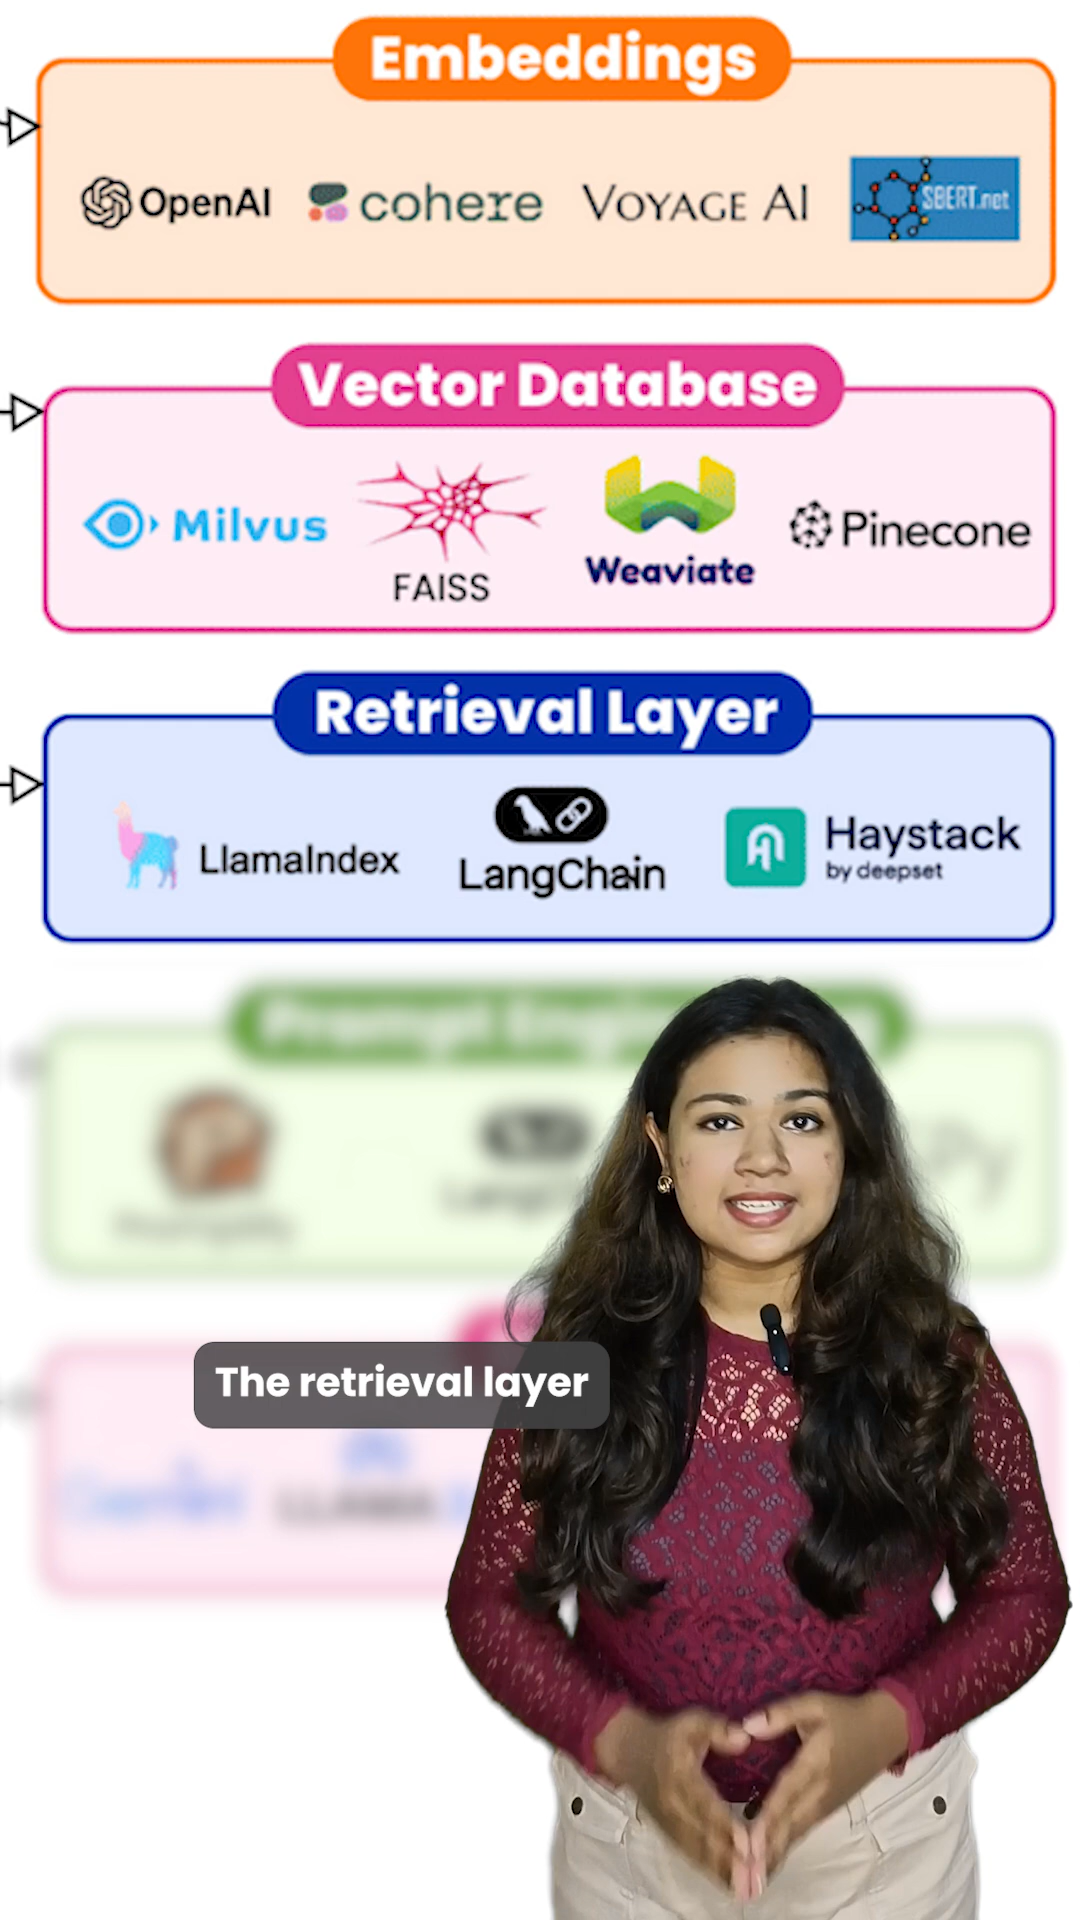 Embeddings
OpenAI
cohere
VOYAGE AI
SBERT.net
Vector Database
Milvus
FAISS
Weaviate
Pinecone
Retrieval Layer
LlamaIndex
LangChain
Haystack
by deepset
The retrieval layer